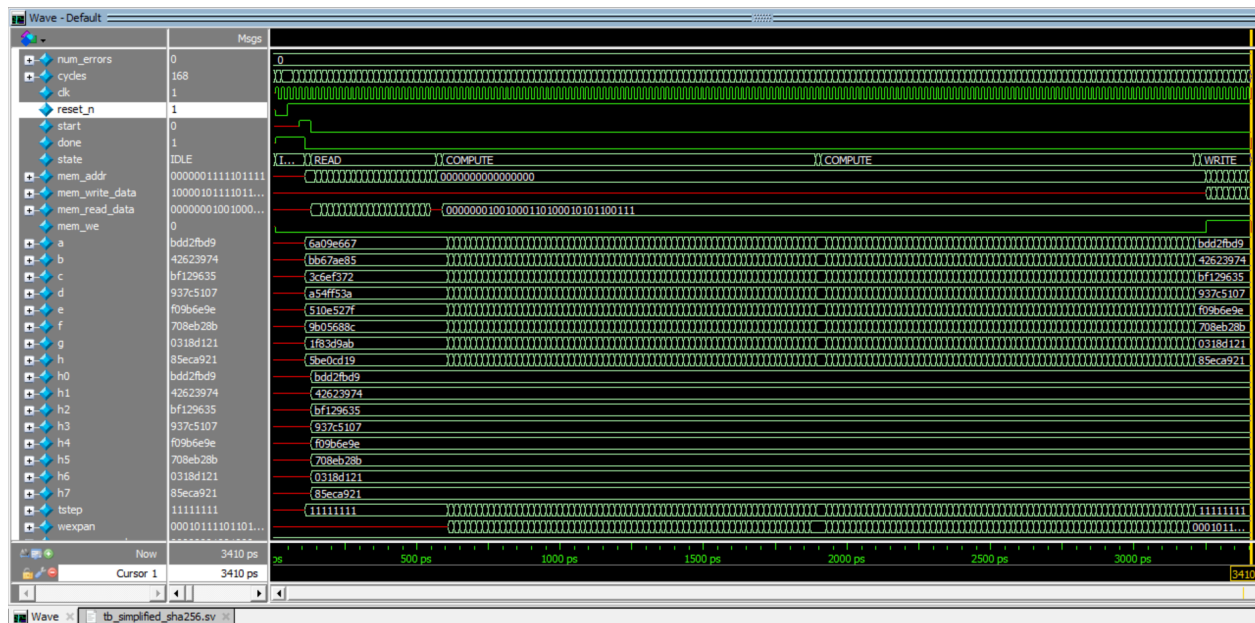 Wave - Default
Msgs
num_errors 0 0
cycles 168
clk 1
reset_n 1
start 0
done 1
state IDLE I... READ COMPUTE COMPUTE WRITE
mem_addr 0000001111101111 0000000000000000
mem_write_data 10000101111011...
mem_read_data 00000001001000... 00000001001000110100010101100111
mem_we 0
a bdd2fbd9 6a09e667 bdd2fbd9
b 42623974 bb67ae85 42623974
c bf129635 3c6ef372 bf129635
d 937c5107 a54ff53a 937c5107
e f09b6e9e 510e527f f09b6e9e
f 708eb28b 9b05688c 708eb28b
g 0318d121 1f83d9ab 0318d121
h 85eca921 5be0cd19 85eca921
h0 bdd2fbd9 bdd2fbd9
h1 42623974 42623974
h2 bf129635 bf129635
h3 937c5107 937c5107
h4 f09b6e9e f09b6e9e
h5 708eb28b 708eb28b
h6 0318d121 0318d121
h7 85eca921 85eca921
tstep 11111111 11111111 11111111
wexpan 00010111101101... 0001011...
Now 3410 ps ps 500 ps 1000 ps 1500 ps 2000 ps 2500 ps 3000 ps
Cursor 1 3410 ps 3410
Wave tb_simplified_sha256.sv